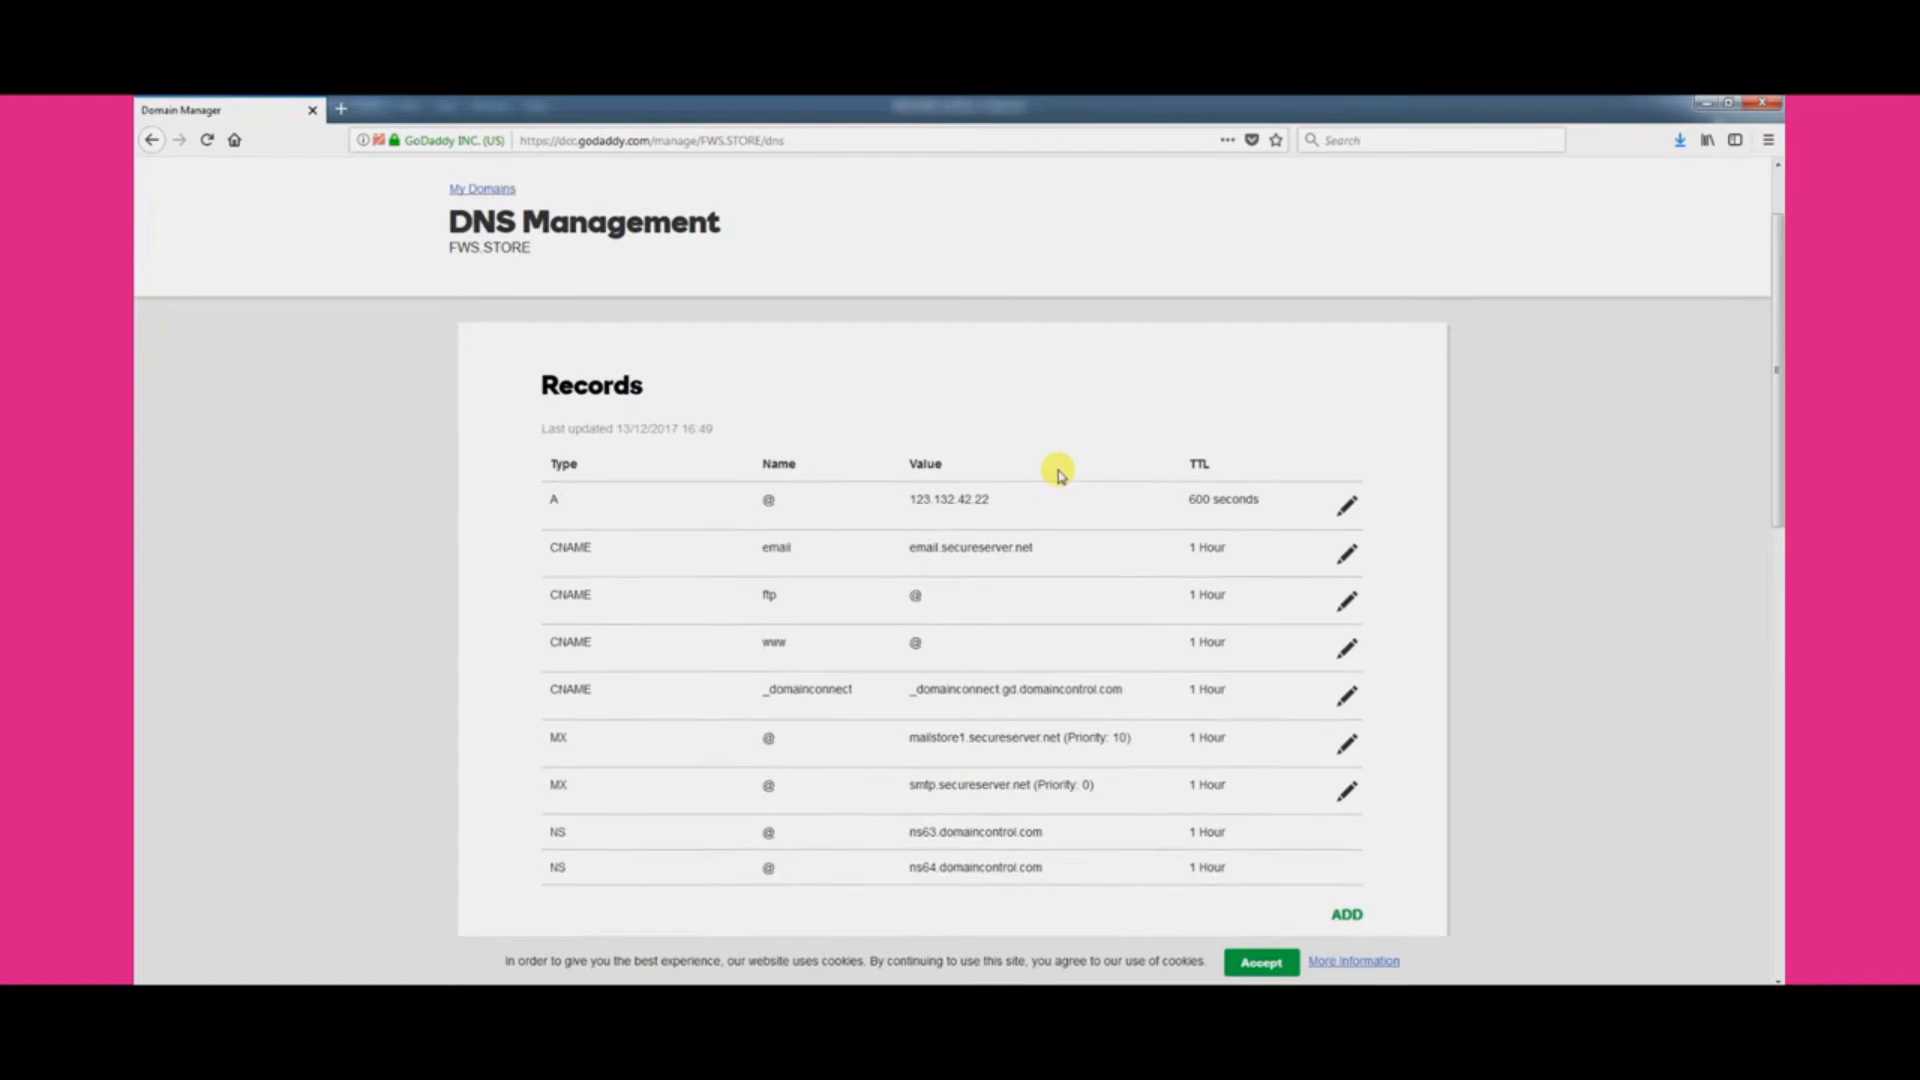 Domain Manager
GoDaddy INC. (US) https://dcc.godaddy.com/manage/FWS.STORE/dns Search
My Domains
DNS Management
FWS.STORE
Records
Last updated 13/12/2017 16:49
Type Name Value TTL
A @ 123.132.42.22 600 seconds
CNAME email email.secureserver.net 1 Hour
CNAME ftp @ 1 Hour
CNAME www @ 1 Hour
CNAME _domainconnect _domainconnect.gd.domaincontrol.com 1 Hour
MX @ mailstore1.secureserver.net (Priority: 10) 1 Hour
MX @ smtp.secureserver.net (Priority: 0) 1 Hour
NS @ ns63.domaincontrol.com 1 Hour
NS @ ns64.domaincontrol.com 1 Hour
ADD
In order to give you the best experience, our website uses cookies. By continuing to use this site, you agree to our use of cookies. Accept More Information